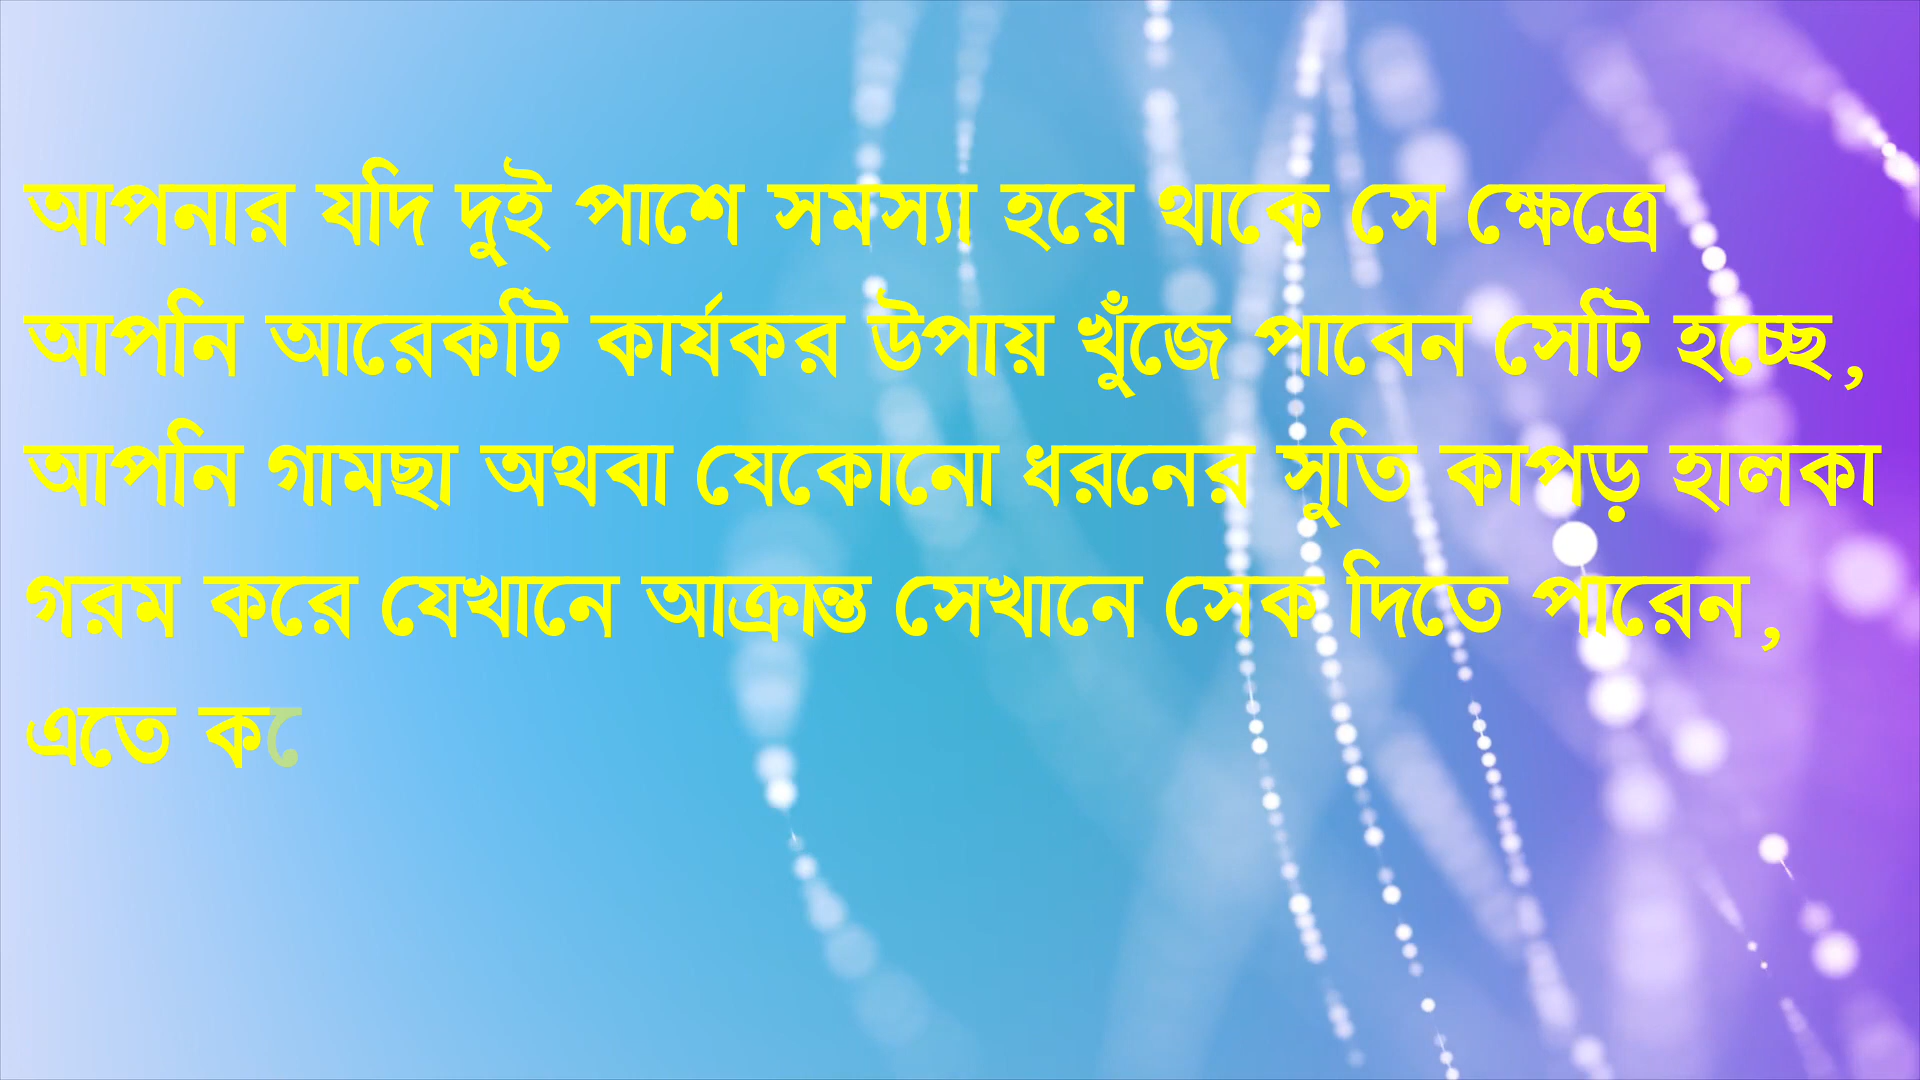 আপনার যদি দুই পাশে সমস্যা হয়ে থাকে সে ক্ষেত্রে
আপনি আরেকটি কার্যকর উপায় খুঁজে পাবেন সেটি হচ্ছে,
আপনি গামছা অথবা যেকোনো ধরনের সুতি কাপড় হালকা
গরম করে যেখানে আক্রান্ত সেখানে সেক দিতে পারেন,
এতে ক